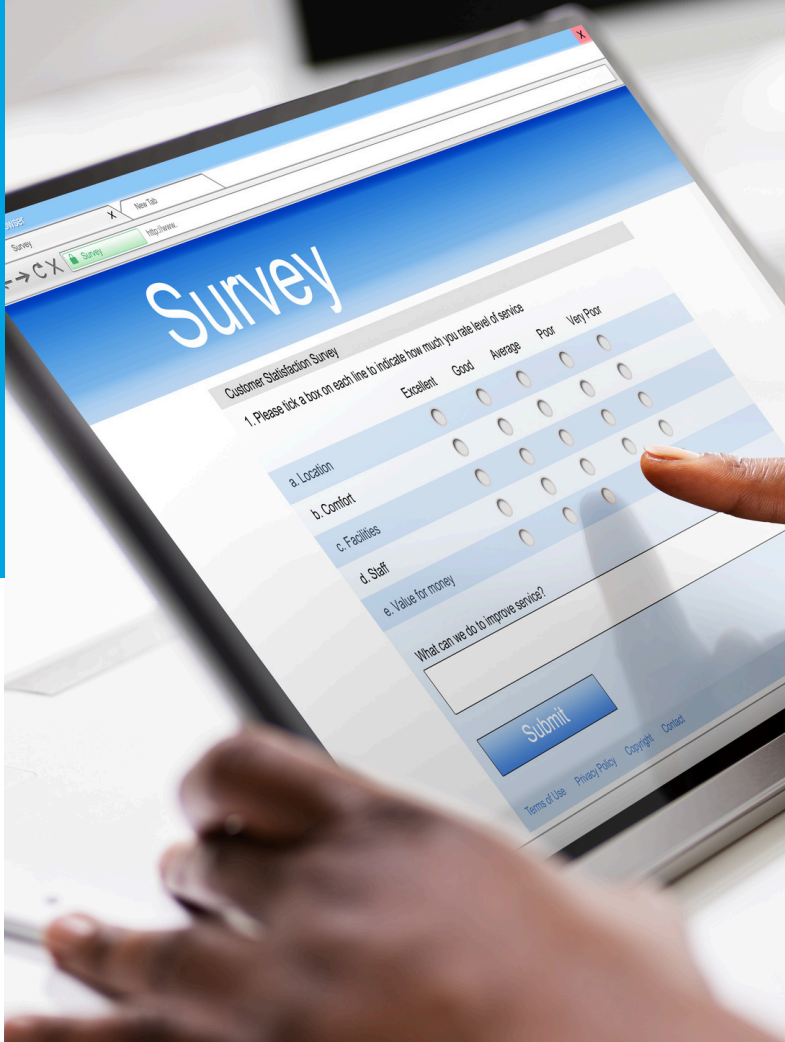 X
New Tab
Survey X
Survey http://www.
Survey
Customer Statisfaction Survey
1. Please tick a box on each line to indicate how much you rate level of service
Excellent Good Average Poor Very Poor
a. Location
b. Comfort
c. Facilities
d. Staff
e. Value for money
What can we do to improve service?
Submit
Terms of Use Privacy Policy Copyright Contact